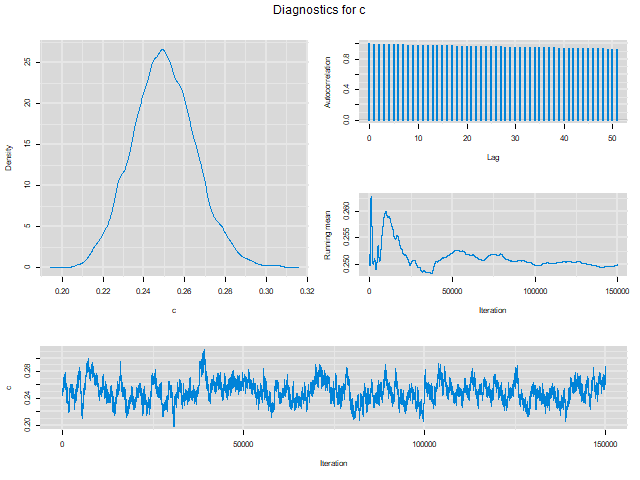 Diagnostics for c
Density
25
20
15
10
5
0
0.20 0.22 0.24 0.26 0.28 0.30 0.32
c
Autocorrelation
0.8
0.4
0.0
0 10 20 30 40 50
Lag
Running mean
0.260
0.255
0.250
0 50000 100000 150000
Iteration
c
0.28
0.24
0.20
0 50000 100000 150000
Iteration